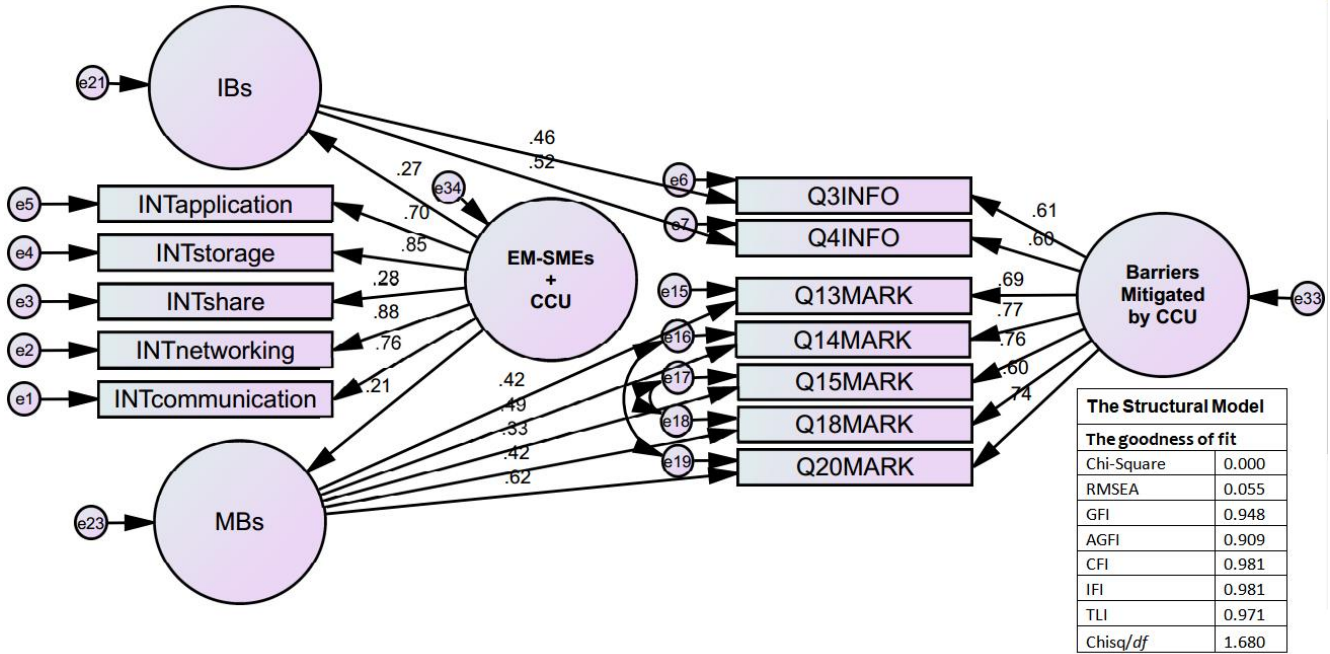 IBs
e21
.46
.52
.27
e34
e6
Q3INFO
e5
INTapplication
.70
e7
Q4INFO
.61
.60
e4
INTstorage
.85
EM-SMEs
+
CCU
Barriers
Mitigated
by CCU
e33
e3
INTshare
.28
e15
Q13MARK
.69
.88
.77
e2
INTnetworking
.76
e16
Q14MARK
.76
e1
INTcommunication
.21
.42
e17
Q15MARK
.60
.49
.74
.33
e18
Q18MARK
.42
e19
Q20MARK
.62
e23
MBs
The Structural Model
The goodness of fit
Chi-Square 0.000
RMSEA 0.055
GFI 0.948
AGFI 0.909
CFI 0.981
IFI 0.981
TLI 0.971
Chisq/df 1.680